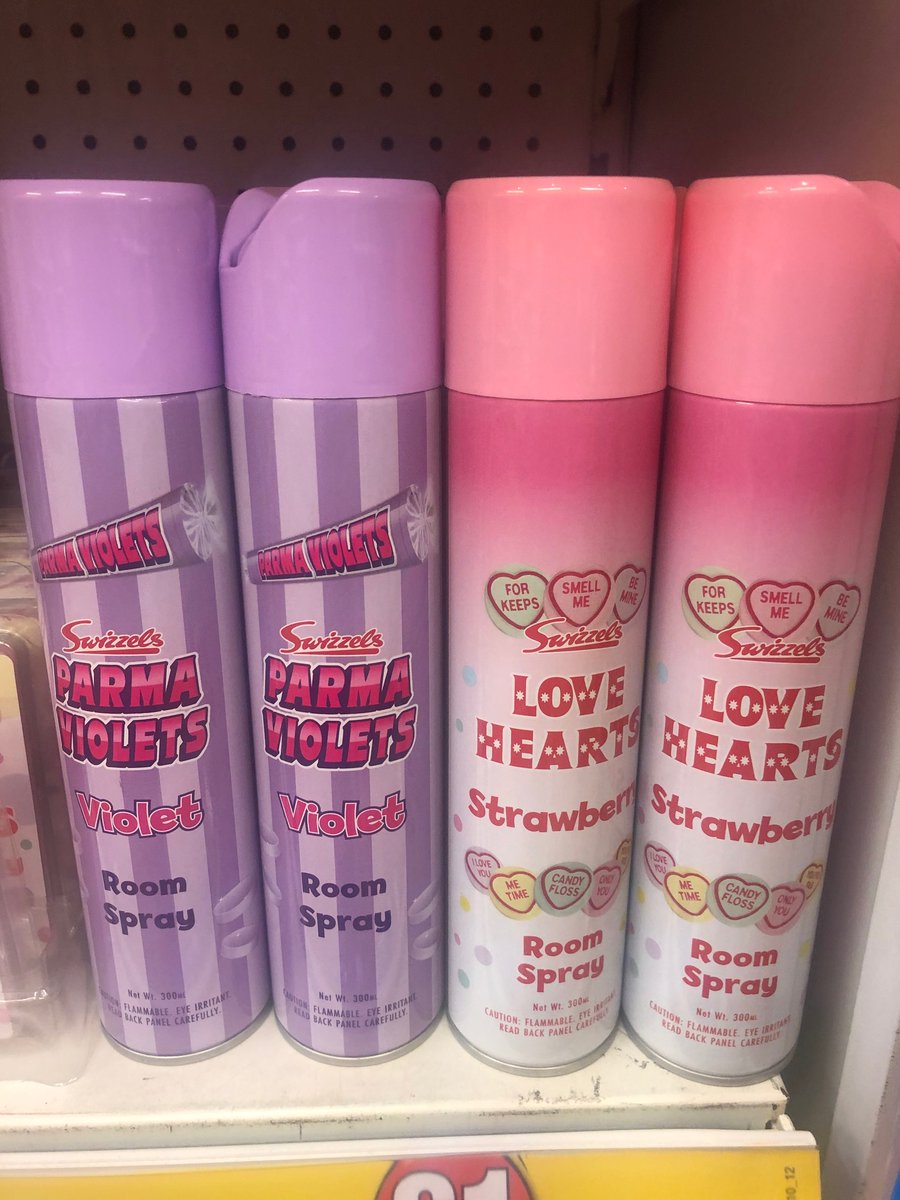 PARMA VIOLETS
Swizzels
PARMA
VIOLETS
Violet
Room
Spray
Net Wt. 300mL
CAUTION: FLAMMABLE. EYE IRRITANT.
READ BACK PANEL CAREFULLY.
PARMA VIOLETS
Swizzels
PARMA
VIOLETS
Violet
Room
Spray
Net Wt. 300mL
CAUTION: FLAMMABLE. EYE IRRITANT.
READ BACK PANEL CAREFULLY.
FOR
KEEPS
SMELL
ME
BE
MINE
Swizzels
LOVE
HEARTS
Strawberry
I LOVE
YOU
ME
TIME
CANDY
FLOSS
ONLY
YOU
Room
Spray
Net Wt. 300mL
CAUTION: FLAMMABLE. EYE IRRITANT.
READ BACK PANEL CAREFULLY.
FOR
KEEPS
SMELL
ME
BE
MINE
Swizzels
LOVE
HEARTS
Strawberry
I LOVE
YOU
ME
TIME
CANDY
FLOSS
ONLY
YOU
Room
Spray
Net Wt. 300mL
CAUTION: FLAMMABLE. EYE IRRITANT.
READ BACK PANEL CAREFULLY.